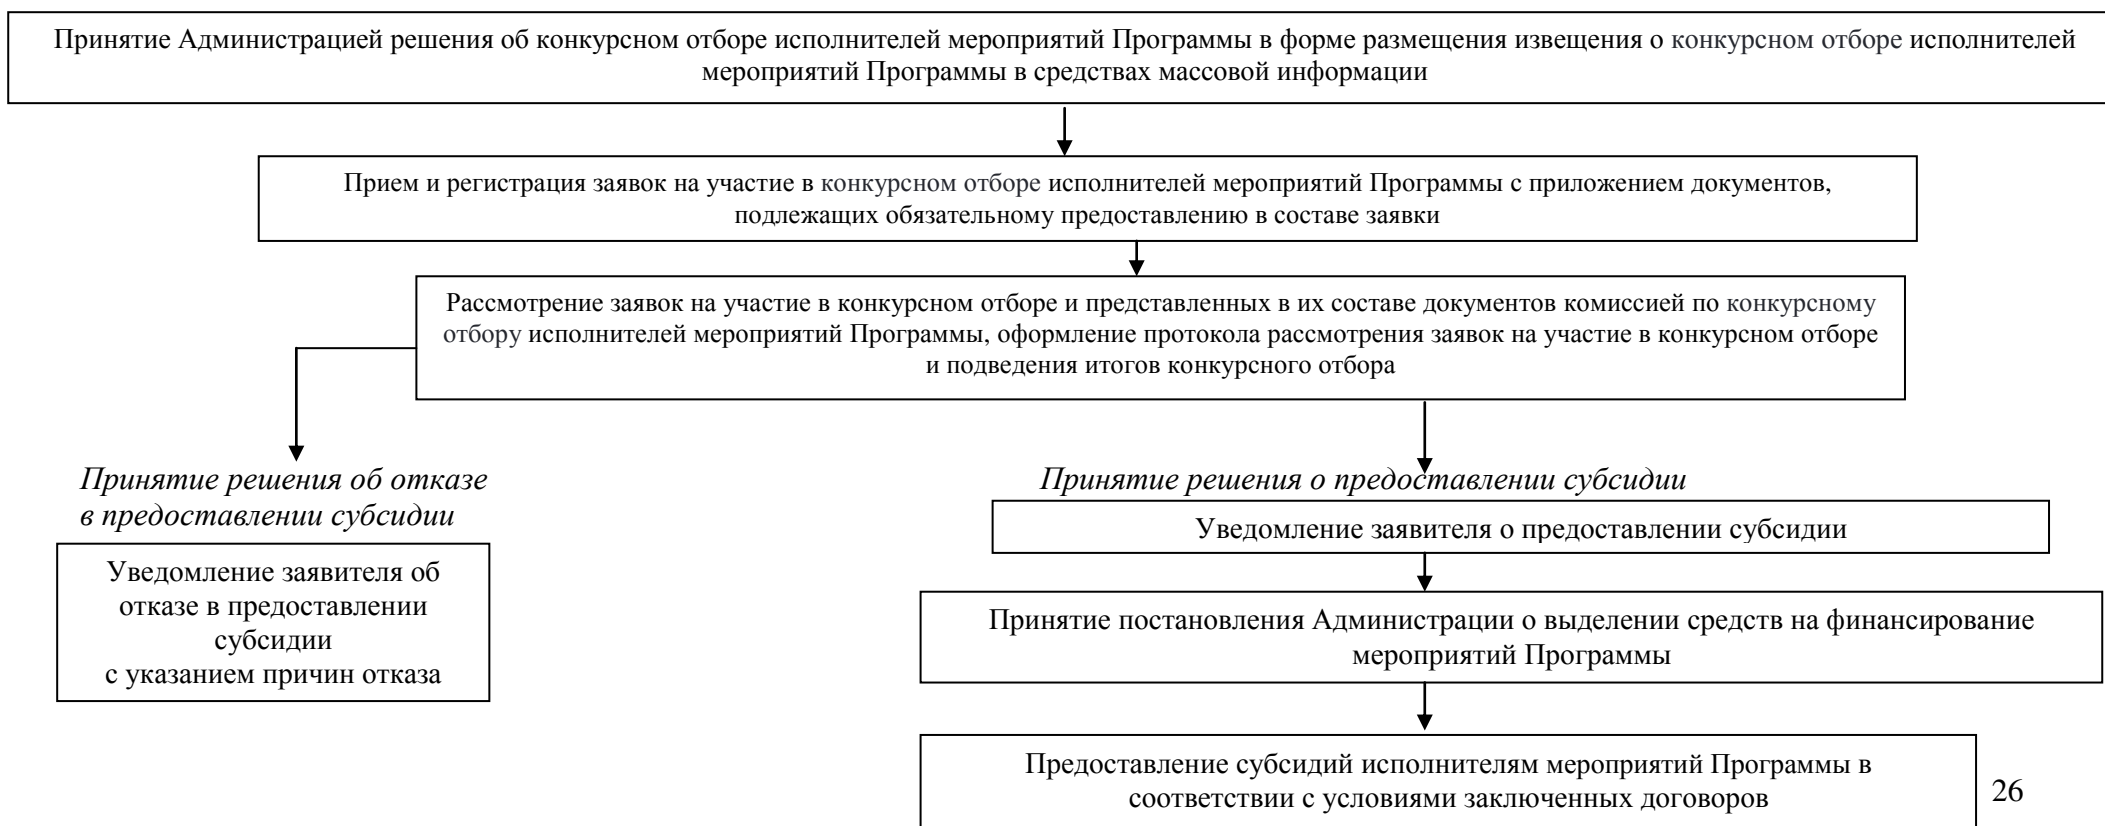 Принятие Администрацией решения об конкурсном отборе исполнителей мероприятий Программы в форме размещения извещения о конкурсном отборе исполнителей
мероприятий Программы в средствах массовой информации
Прием и регистрация заявок на участие в конкурсном отборе исполнителей мероприятий Программы с приложением документов,
подлежащих обязательному предоставлению в составе заявки
Рассмотрение заявок на участие в конкурсном отборе и представленных в их составе документов комиссией по конкурсному
отбору исполнителей мероприятий Программы, оформление протокола рассмотрения заявок на участие в конкурсном отборе
и подведения итогов конкурсного отбора
Принятие решения об отказе
в предоставлении субсидии
Уведомление заявителя об
отказе в предоставлении
субсидии
с указанием причин отказа
Принятие решения о предоставлении субсидии
Уведомление заявителя о предоставлении субсидии
Принятие постановления Администрации о выделении средств на финансирование
мероприятий Программы
Предоставление субсидий исполнителям мероприятий Программы в
соответствии с условиями заключенных договоров
26